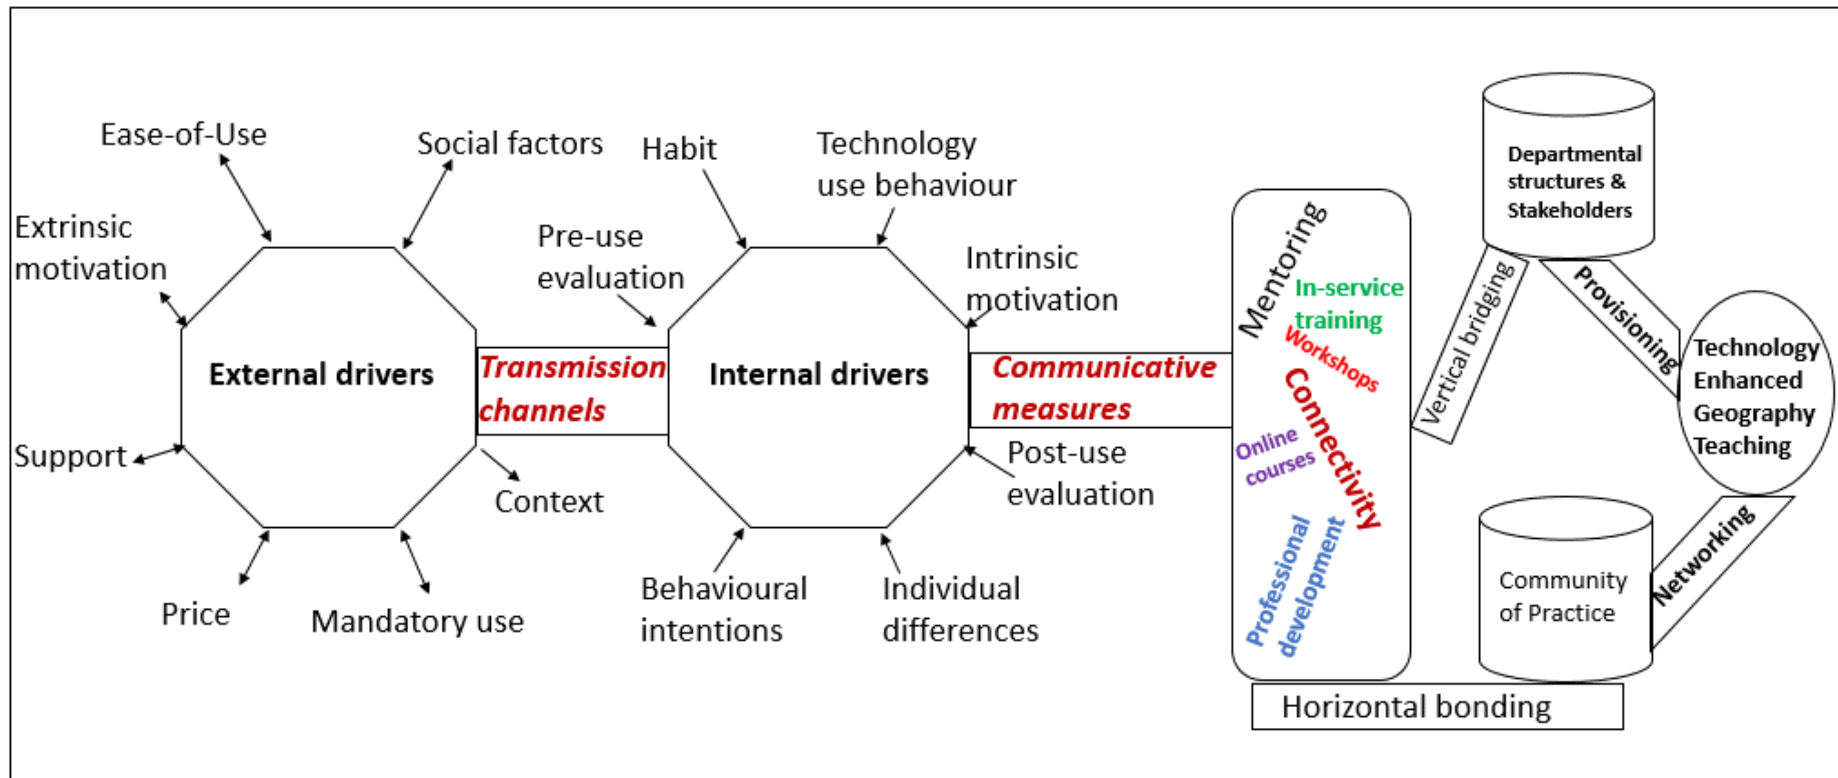 Ease-of-Use
Social factors
Extrinsic
motivation
Support
Price
Mandatory use
Context
External drivers
Transmission
channels
Habit
Technology
use behaviour
Pre-use
evaluation
Intrinsic
motivation
Internal drivers
Behavioural
intentions
Individual
differences
Post-use
evaluation
Communicative
measures
Mentoring
In-service
training
Workshops
Connectivity
Online
courses
Professional
development
Vertical bridging
Departmental
structures &
Stakeholders
Provisioning
Technology
Enhanced
Geography
Teaching
Networking
Community
of Practice
Horizontal bonding